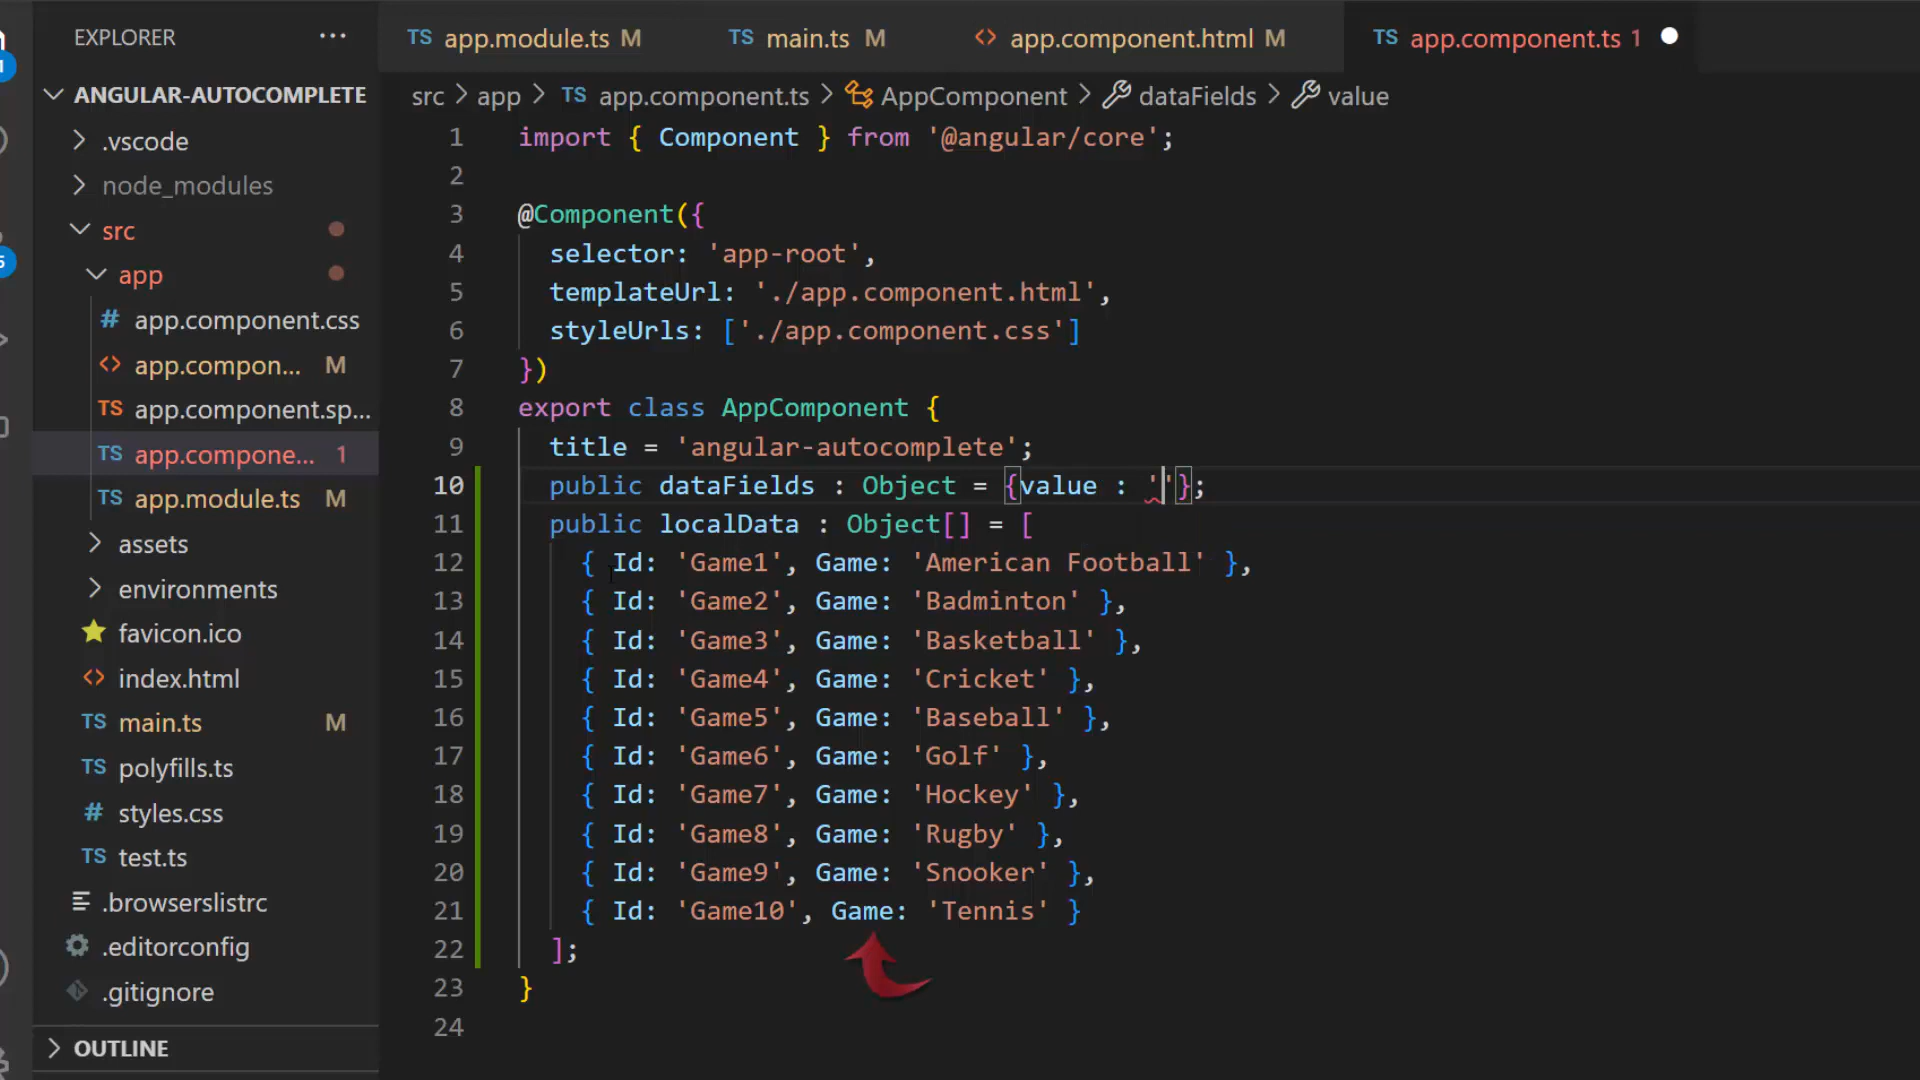 EXPLORER ...
ANGULAR-AUTOCOMPLETE
.vscode
node_modules
src
app
# app.component.css
<> app.compon... M
TS app.component.sp...
TS app.compone... 1
TS app.module.ts M
assets
environments
favicon.ico
<> index.html
TS main.ts M
TS polyfills.ts
# styles.css
TS test.ts
.browserslistrc
.editorconfig
.gitignore
OUTLINE
TS app.module.ts M TS main.ts M <> app.component.html M TS app.component.ts 1
src > app > TS app.component.ts > AppComponent > dataFields > value
1 import { Component } from '@angular/core';
2
3 @Component({
4 selector: 'app-root',
5 templateUrl: './app.component.html',
6 styleUrls: ['./app.component.css']
7 })
8 export class AppComponent {
9 title = 'angular-autocomplete';
10 public dataFields : Object = {value : ''};
11 public localData : Object[] = [
12 { Id: 'Game1', Game: 'American Football' },
13 { Id: 'Game2', Game: 'Badminton' },
14 { Id: 'Game3', Game: 'Basketball' },
15 { Id: 'Game4', Game: 'Cricket' },
16 { Id: 'Game5', Game: 'Baseball' },
17 { Id: 'Game6', Game: 'Golf' },
18 { Id: 'Game7', Game: 'Hockey' },
19 { Id: 'Game8', Game: 'Rugby' },
20 { Id: 'Game9', Game: 'Snooker' },
21 { Id: 'Game10', Game: 'Tennis' }
22 ];
23 }
24